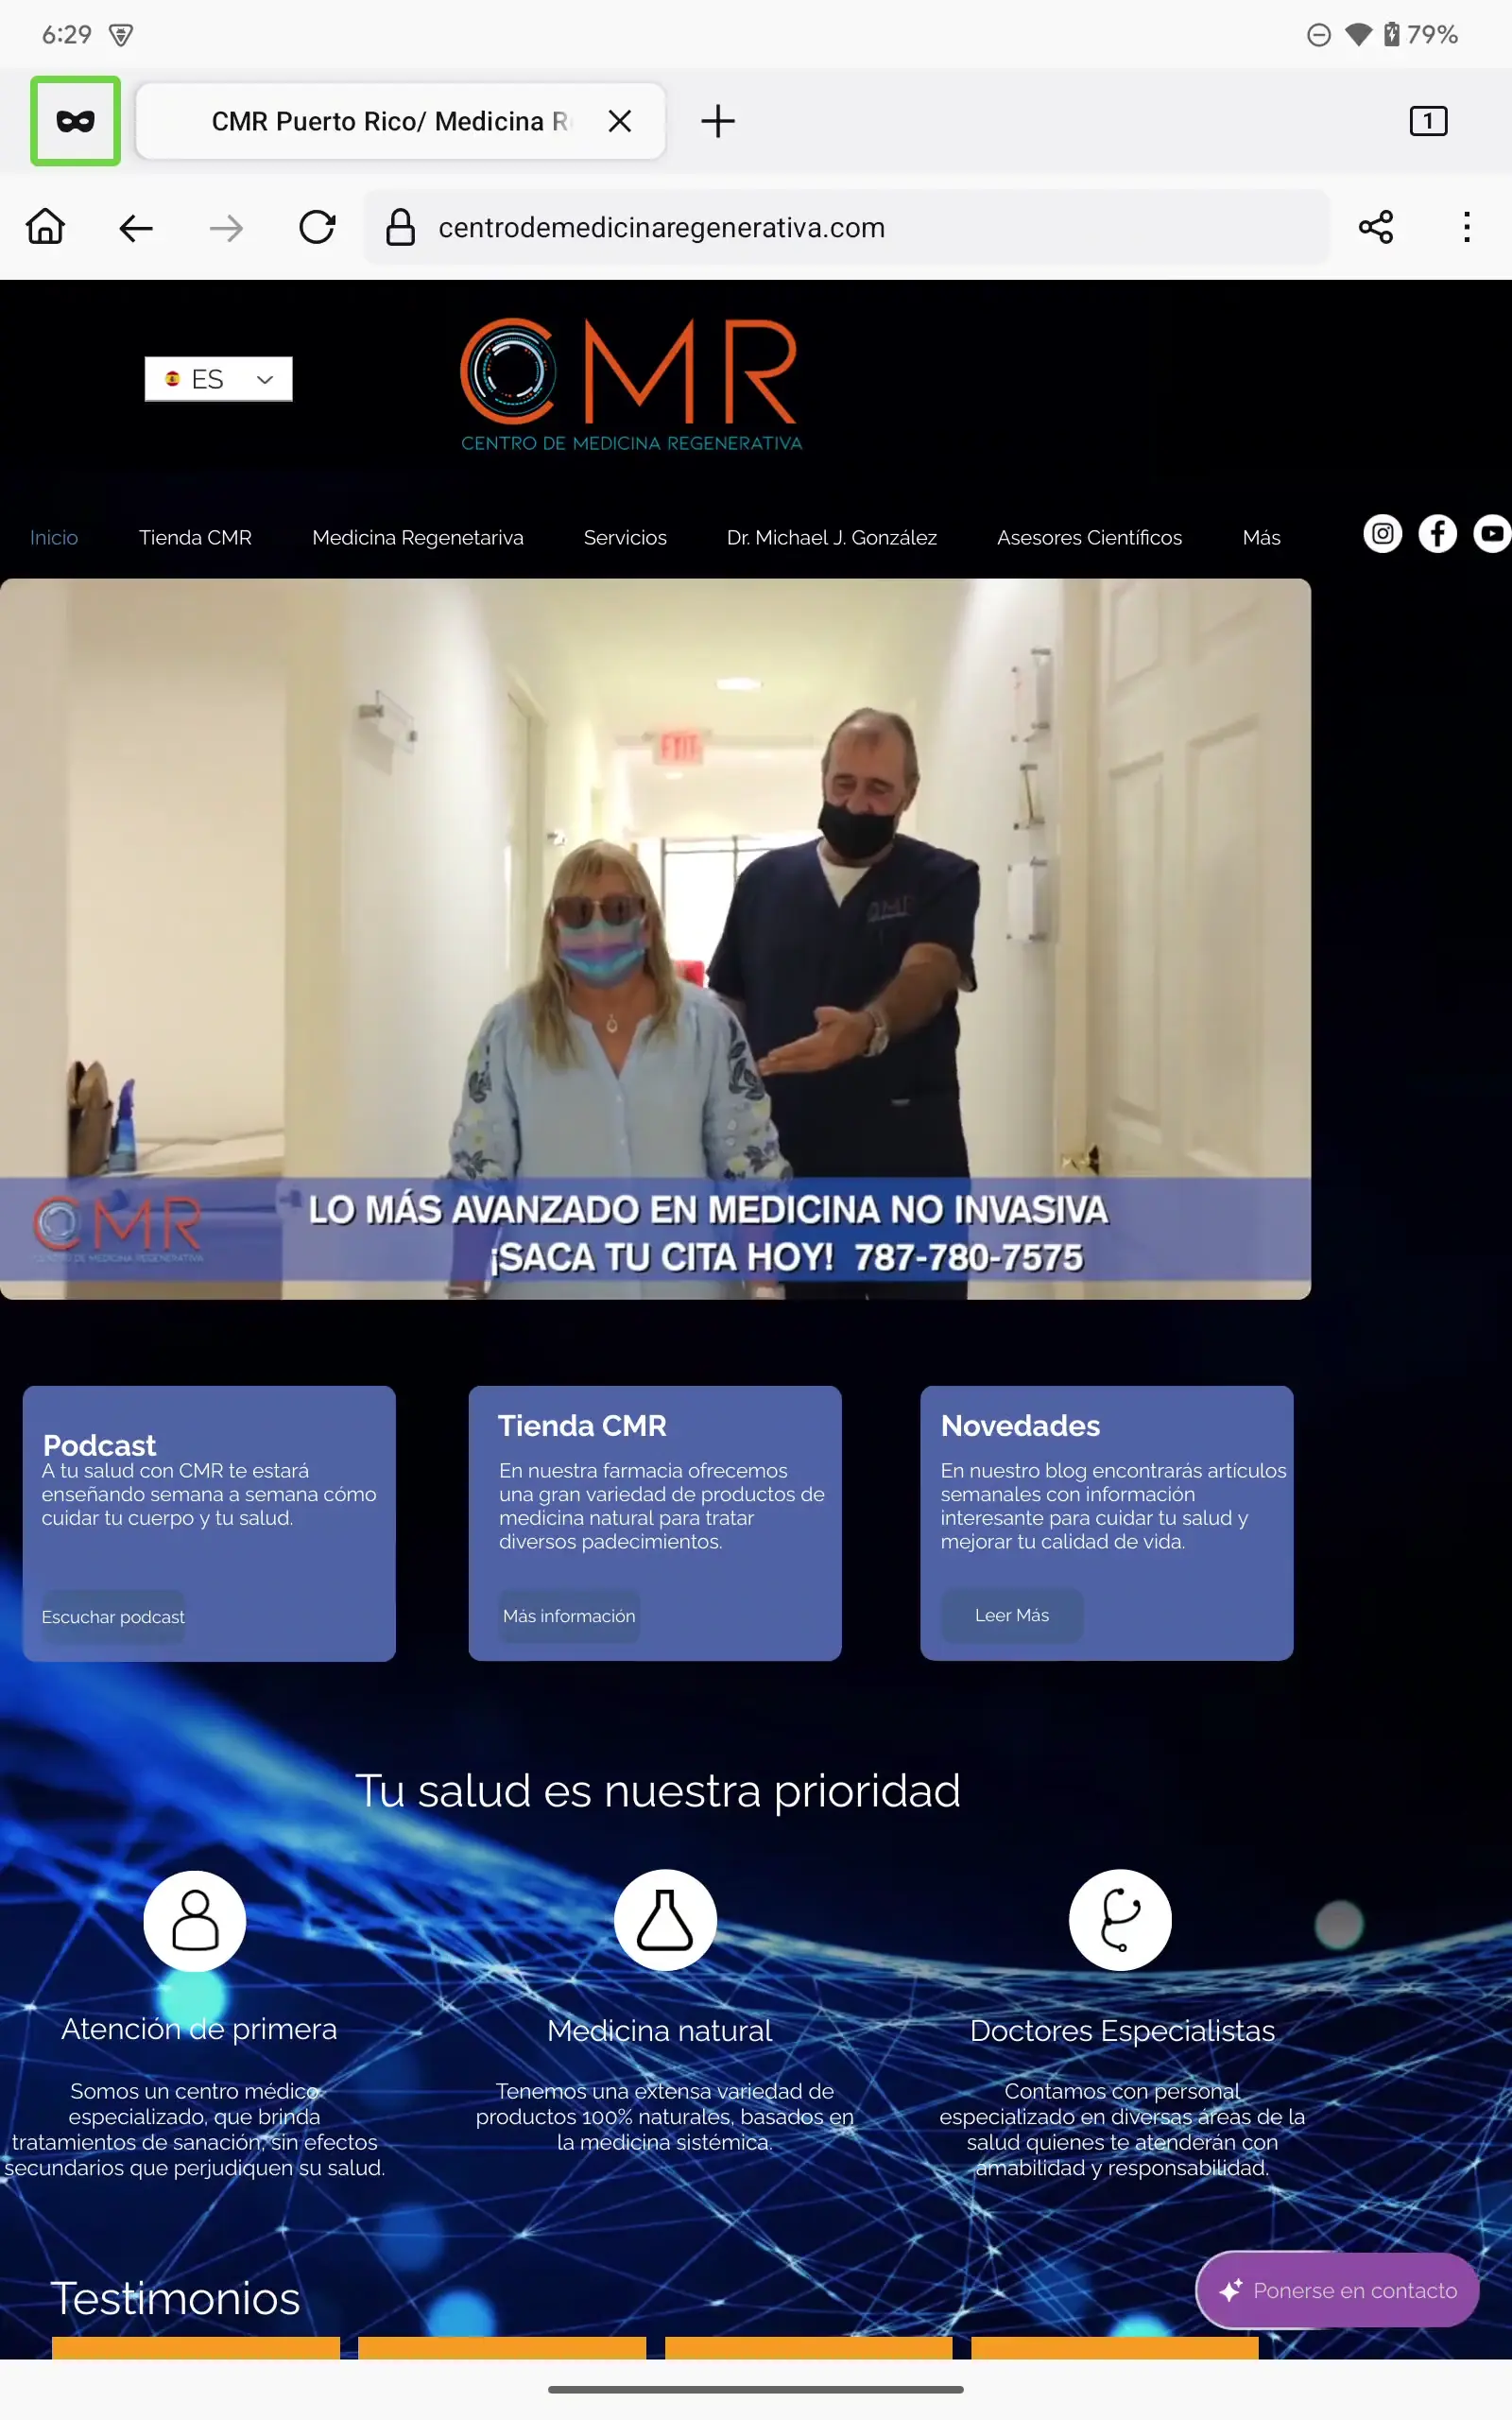 6:29
79%
CMR Puerto Rico/ Medicina R
1
centrodemedicinaregenerativa.com
ES
CMR
CENTRO DE MEDICINA REGENERATIVA
Inicio
Tienda CMR
Medicina Regenetariva
Servicios
Dr. Michael J. González
Asesores Científicos
Más
EXIT
CMR
CMR
CENTRO DE MEDICINA REGENERATIVA
LO MÁS AVANZADO EN MEDICINA NO INVASIVA
¡SACA TU CITA HOY! 787-780-7575
Podcast
A tu salud con CMR te estará
enseñando semana a semana cómo
cuidar tu cuerpo y tu salud.
Escuchar podcast
Tienda CMR
En nuestra farmacia ofrecemos
una gran variedad de productos de
medicina natural para tratar
diversos padecimientos.
Más información
Novedades
En nuestro blog encontrarás artículos
semanales con información
interesante para cuidar tu salud y
mejorar tu calidad de vida.
Leer Más
Tu salud es nuestra prioridad
Atención de primera
Somos un centro médico
especializado, que brinda
tratamientos de sanación, sin efectos
secundarios que perjudiquen su salud.
Medicina natural
Tenemos una extensa variedad de
productos 100% naturales, basados en
la medicina sistémica.
Doctores Especialistas
Contamos con personal
especializado en diversas áreas de la
salud quienes te atenderán con
amabilidad y responsabilidad.
Testimonios
Ponerse en contacto